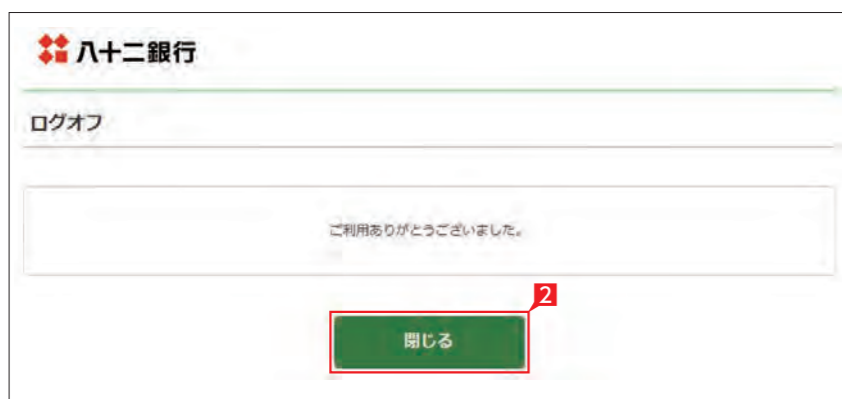 八十二銀行
ログオフ
ご利用ありがとうございました。
2
閉じる